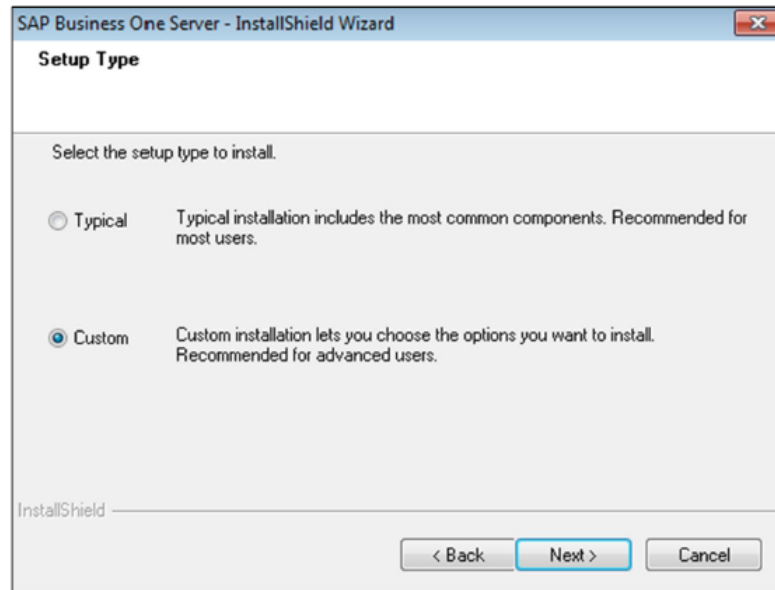 SAP Business One Server - InstallShield Wizard
Setup Type
Select the setup type to install.
Typical
Typical installation includes the most common components. Recommended for
most users.
Custom
Custom installation lets you choose the options you want to install.
Recommended for advanced users.
InstallShield
< Back
Next >
Cancel